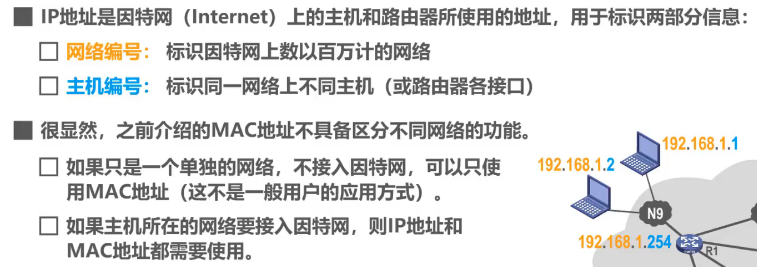 IP地址是因特网（Internet）上的主机和路由器所使用的地址，用于标识两部分信息：
网络编号： 标识因特网上数以百万计的网络
主机编号： 标识同一网络上不同主机（或路由器各接口）
很显然，之前介绍的MAC地址不具备区分不同网络的功能。
如果只是一个单独的网络，不接入因特网，可以只使
用MAC地址（这不是一般用户的应用方式）。
如果主机所在的网络要接入因特网，则IP地址和
MAC地址都需要使用。
192.168.1.1
192.168.1.2
N9
192.168.1.254
R1